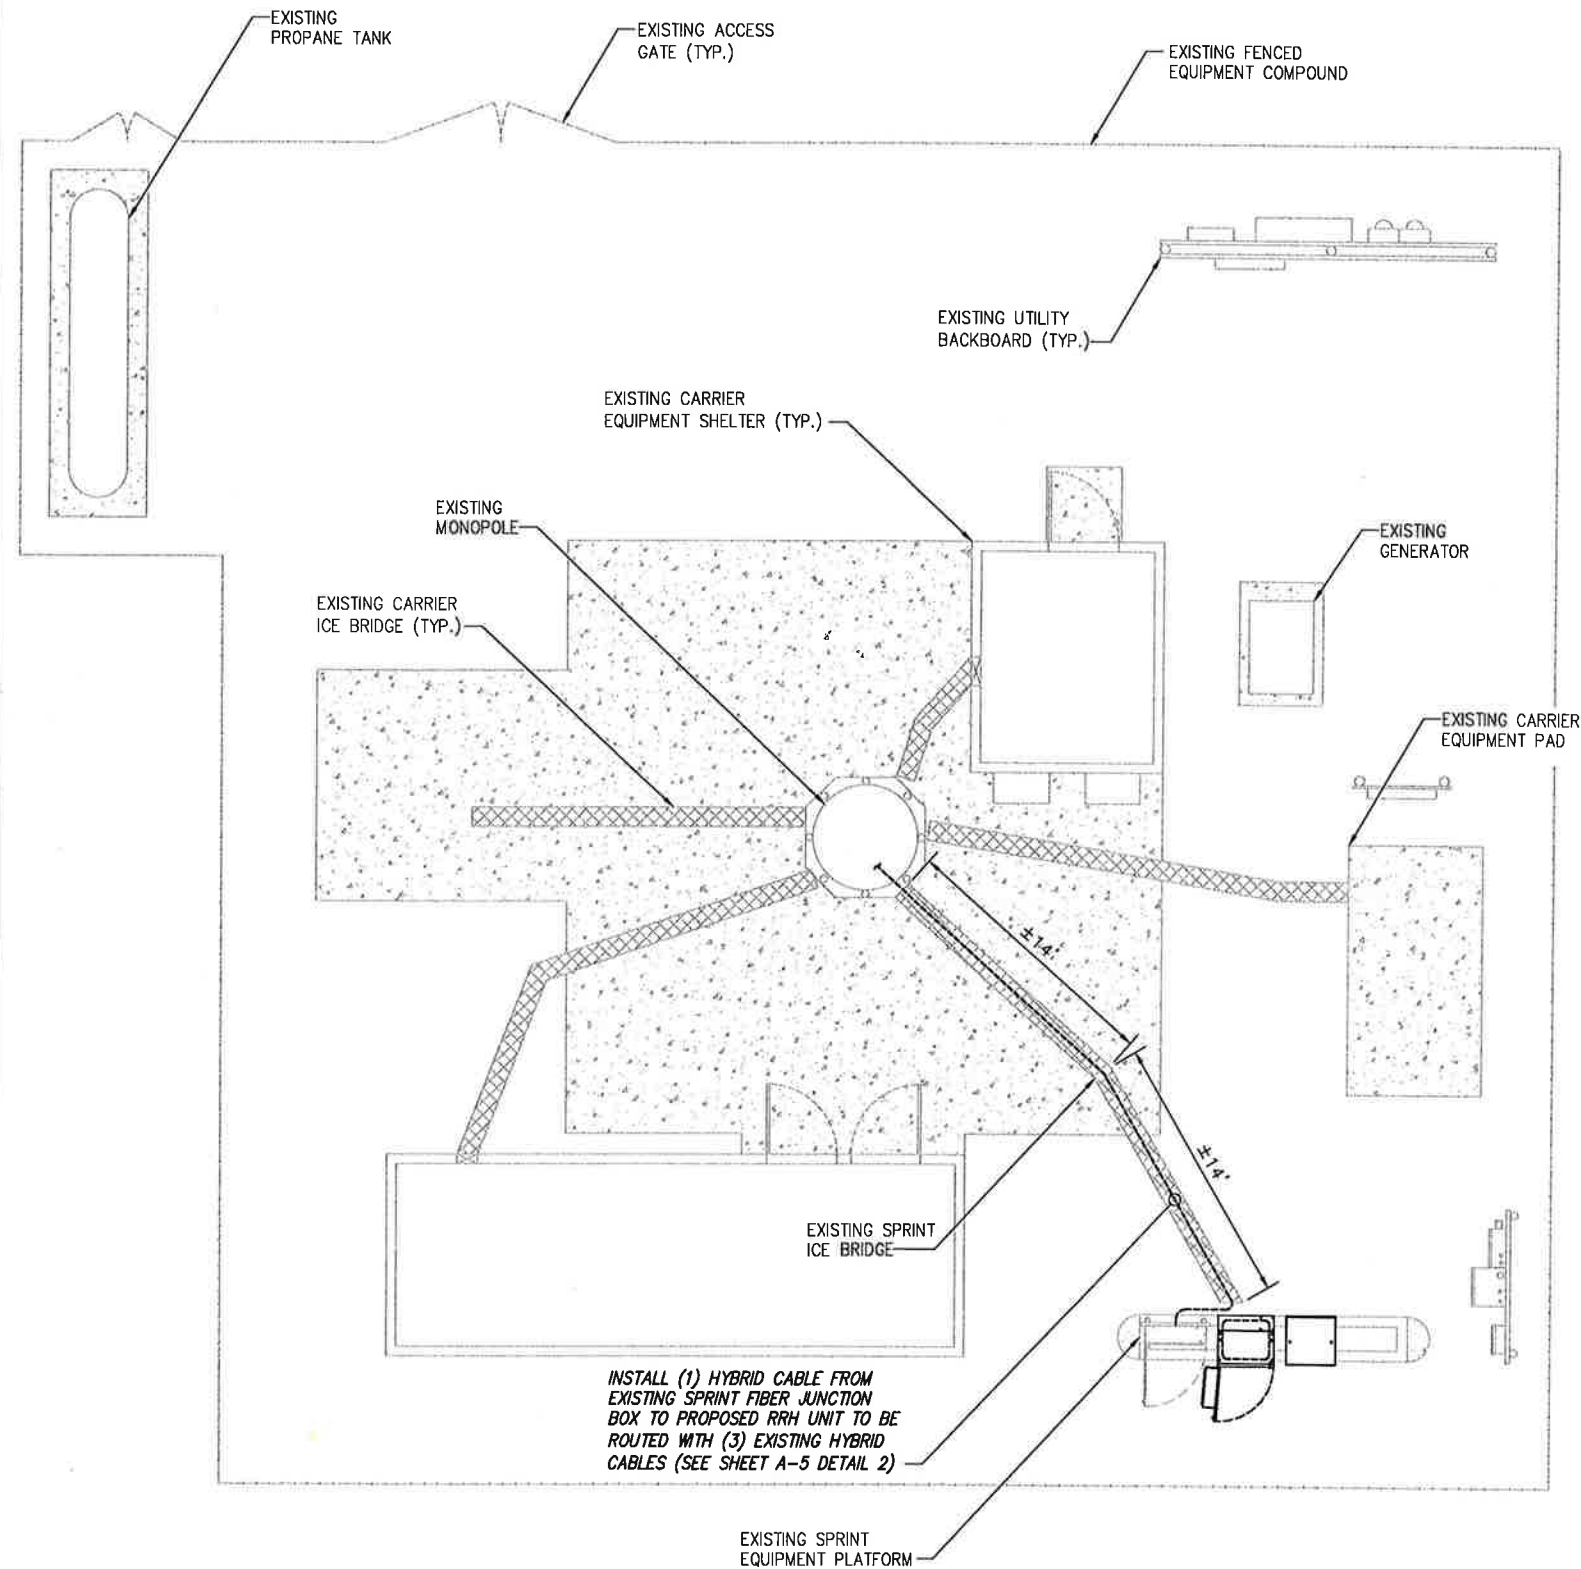 EXISTING
PROPANE TANK
EXISTING ACCESS
GATE (TYP.)
EXISTING FENCED
EQUIPMENT COMPOUND
EXISTING UTILITY
BACKBOARD (TYP.)
EXISTING CARRIER
EQUIPMENT SHELTER (TYP.)
EXISTING
MONOPOLE
EXISTING
GENERATOR
EXISTING CARRIER
ICE BRIDGE (TYP.)
EXISTING CARRIER
EQUIPMENT PAD
±14'
±14'
EXISTING SPRINT
ICE BRIDGE
INSTALL (1) HYBRID CABLE FROM
EXISTING SPRINT FIBER JUNCTION
BOX TO PROPOSED RRH UNIT TO BE
ROUTED WITH (3) EXISTING HYBRID
CABLES (SEE SHEET A-5 DETAIL 2)
EXISTING SPRINT
EQUIPMENT PLATFORM